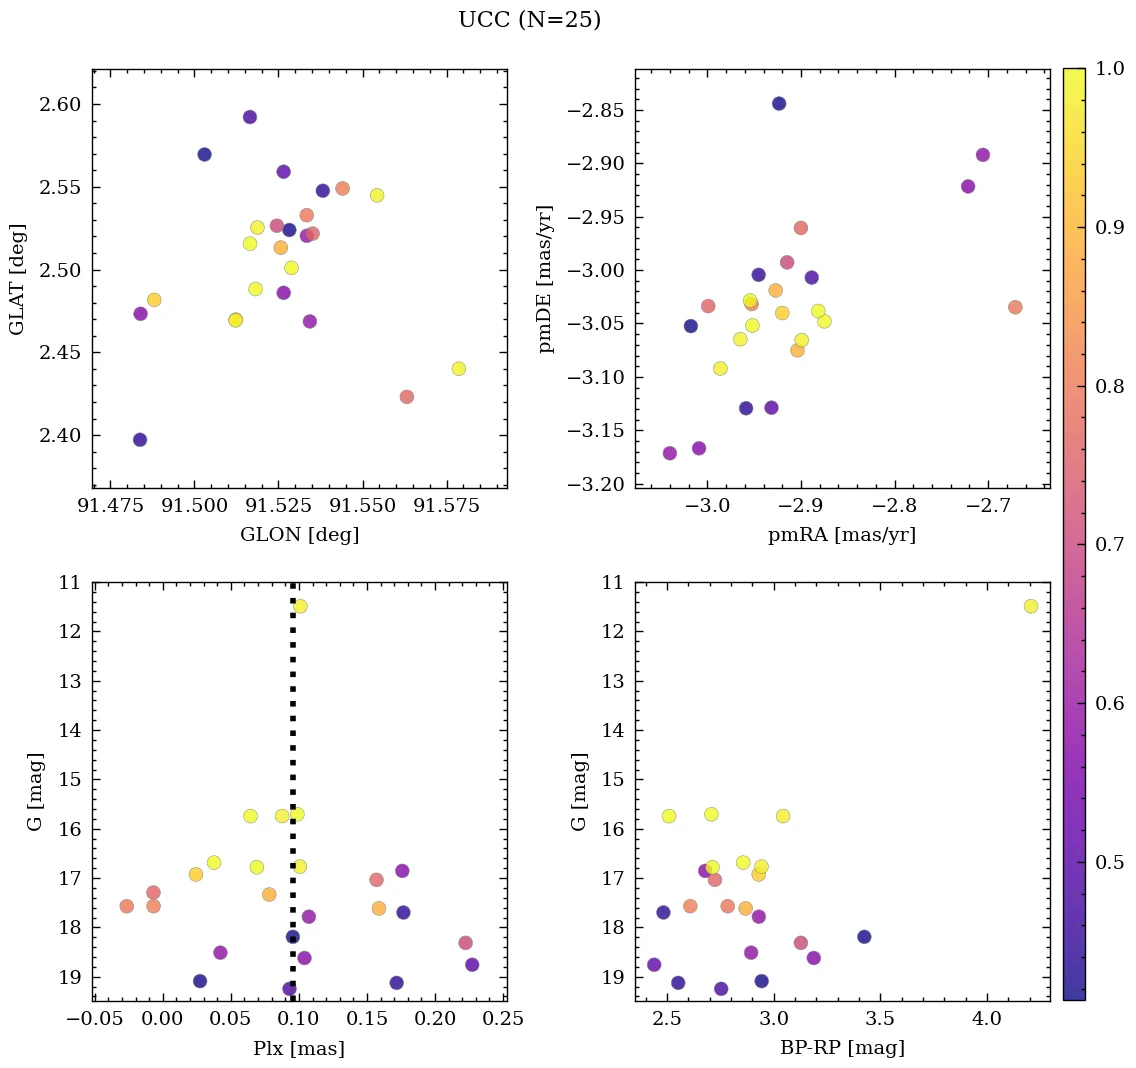 UCC (N=25)
2.60
2.55
2.50
2.45
2.40
GLAT [deg]
91.475 91.500 91.525 91.550 91.575
GLON [deg]
−2.85
−2.90
−2.95
−3.00
−3.05
−3.10
−3.15
−3.20
pmDE [mas/yr]
−3.0 −2.9 −2.8 −2.7
pmRA [mas/yr]
11
12
13
14
15
16
17
18
19
G [mag]
−0.05 0.00 0.05 0.10 0.15 0.20 0.25
Plx [mas]
11
12
13
14
15
16
17
18
19
G [mag]
2.5 3.0 3.5 4.0
BP-RP [mag]
1.0
0.9
0.8
0.7
0.6
0.5